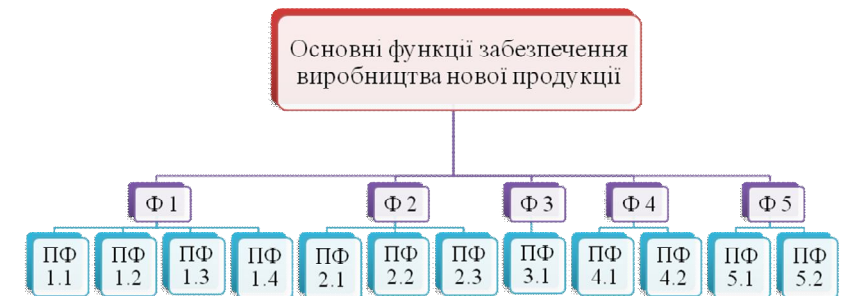 Основні функції забезпечення
виробництва нової продукції
Ф 1
Ф 2
Ф 3
Ф 4
Ф 5
ПФ
1.1
ПФ
1.2
ПФ
1.3
ПФ
1.4
ПФ
2.1
ПФ
2.2
ПФ
2.3
ПФ
3.1
ПФ
4.1
ПФ
4.2
ПФ
5.1
ПФ
5.2